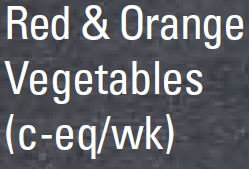 Red & Orange
Vegetables
(c-eq/wk)